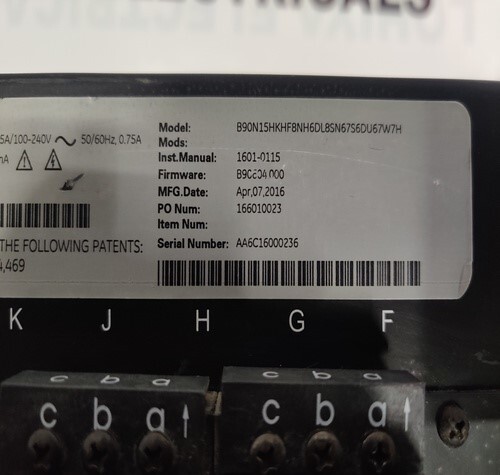 5A/100-240V 50/60Hz, 0.75A
mA
THE FOLLOWING PATENTS:
4,469
Model: B90N15HKHF8NH6DL8SN67S6DU67W7H
Mods:
Inst.Manual: 1601-0115
Firmware:
MFG.Date: Apr,07,2016
PO Num: 166010023
Item Num:
Serial Number: AA6C16000236
K J H G F
c b a c b a
c b a c b a